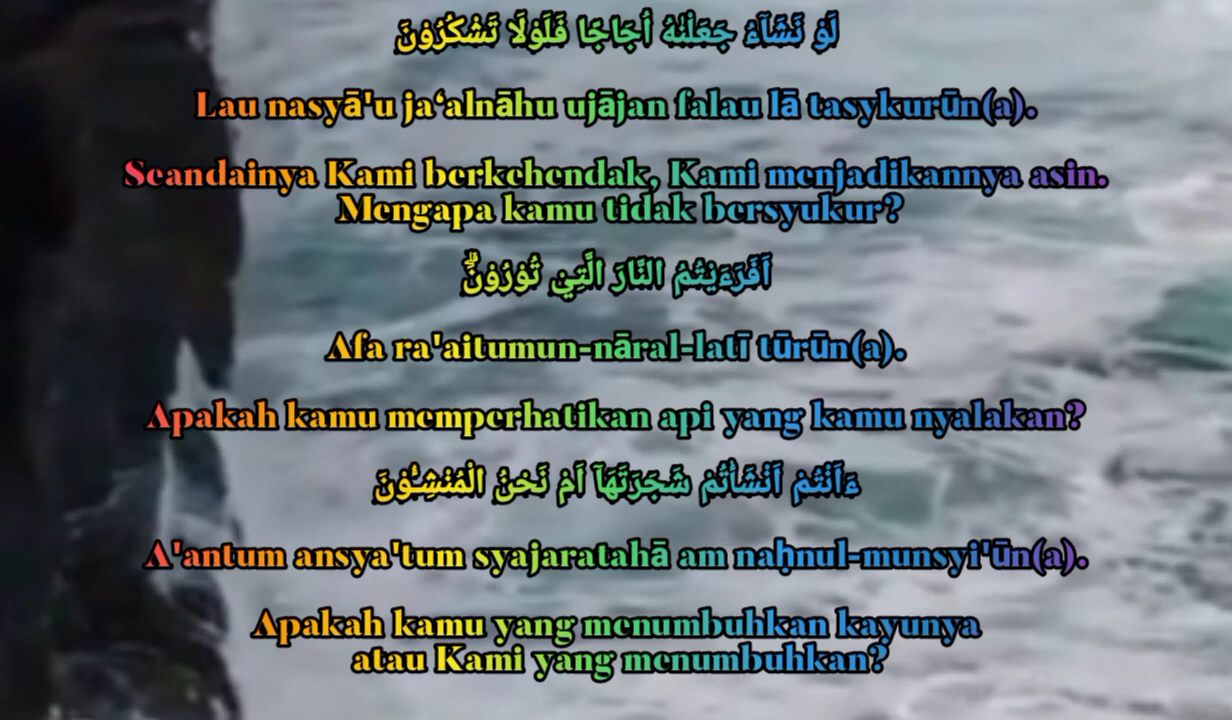 لَوْ نَشَاۤءُ جَعَلْنٰهُ اُجَاجًا فَلَوْلَا تَشْكُرُوْنَ
Lau nasyā'u ja‘alnāhu ujājan falau lā tasykurūn(a).
Seandainya Kami berkehendak, Kami menjadikannya asin.
Mengapa kamu tidak bersyukur?
اَفَرَءَيْتُمُ النَّارَ الَّتِيْ تُوْرُوْنَۗ
Afa ra'aitumun-nāral-latī tūrūn(a).
Apakah kamu memperhatikan api yang kamu nyalakan?
ءَاَنْتُمْ اَنْشَأْتُمْ شَجَرَتَهَآ اَمْ نَحْنُ الْمُنْشِـُٔوْنَ
A'antum ansya'tum syajaratahā am naḥnul-munsyi'ūn(a).
Apakah kamu yang menumbuhkan kayunya
atau Kami yang menumbuhkan?